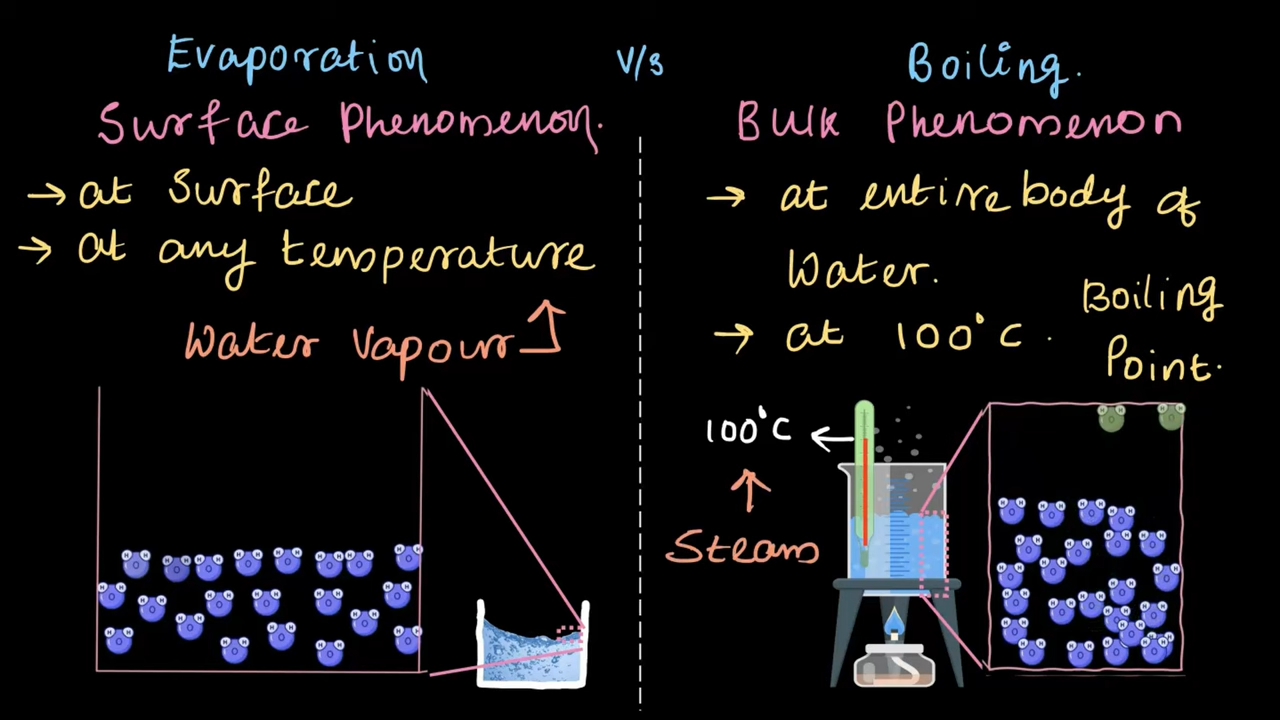 Evaporation v/s Boiling.
Surface Phenomenon.
→ at Surface
→ at any temperature
Water Vapour
Bulk Phenomenon
→ at entire body of
Water.
→ at 100°C.
Boiling
Point.
100°C
Steam